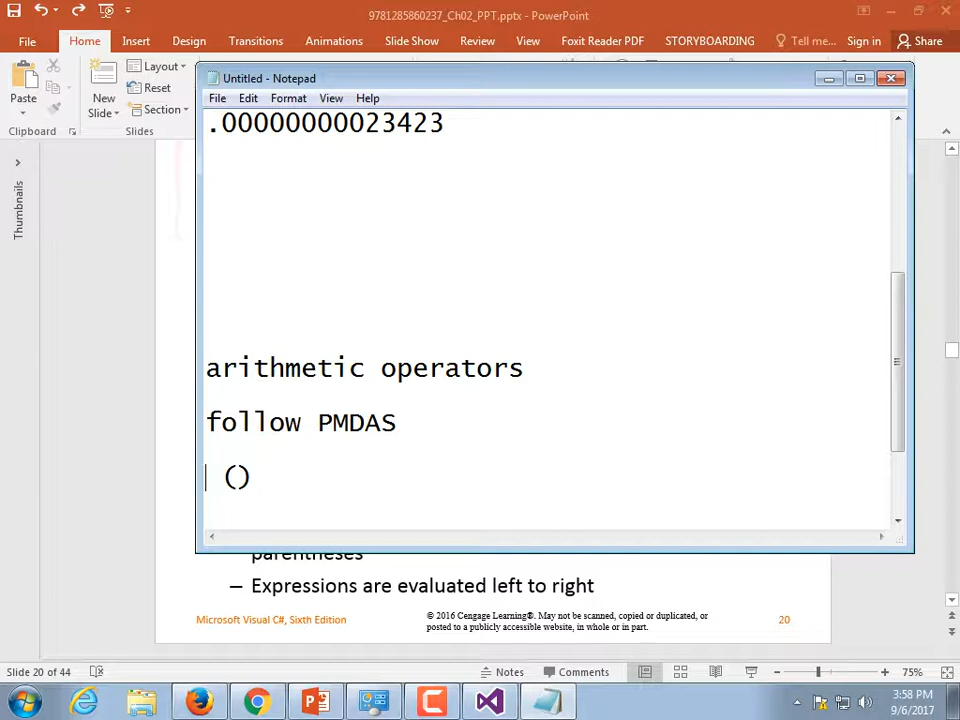 9781285860237_Ch02_PPT.pptx - PowerPoint
File Home Insert Design Transitions Animations Slide Show Review View Foxit Reader PDF STORYBOARDING Tell me... Sign in Share
Paste
New
Slide
Layout
Reset
Section
Clipboard
Slides
Thumbnails
Untitled - Notepad
File Edit Format View Help
.00000000023423
arithmetic operators
follow PMDAS
()
parentheses
– Expressions are evaluated left to right
Microsoft Visual C#, Sixth Edition
© 2016 Cengage Learning®. May not be scanned, copied or duplicated, or
posted to a publicly accessible website, in whole or in part.
20
Slide 20 of 44
Notes
Comments
75%
3:58 PM
9/6/2017